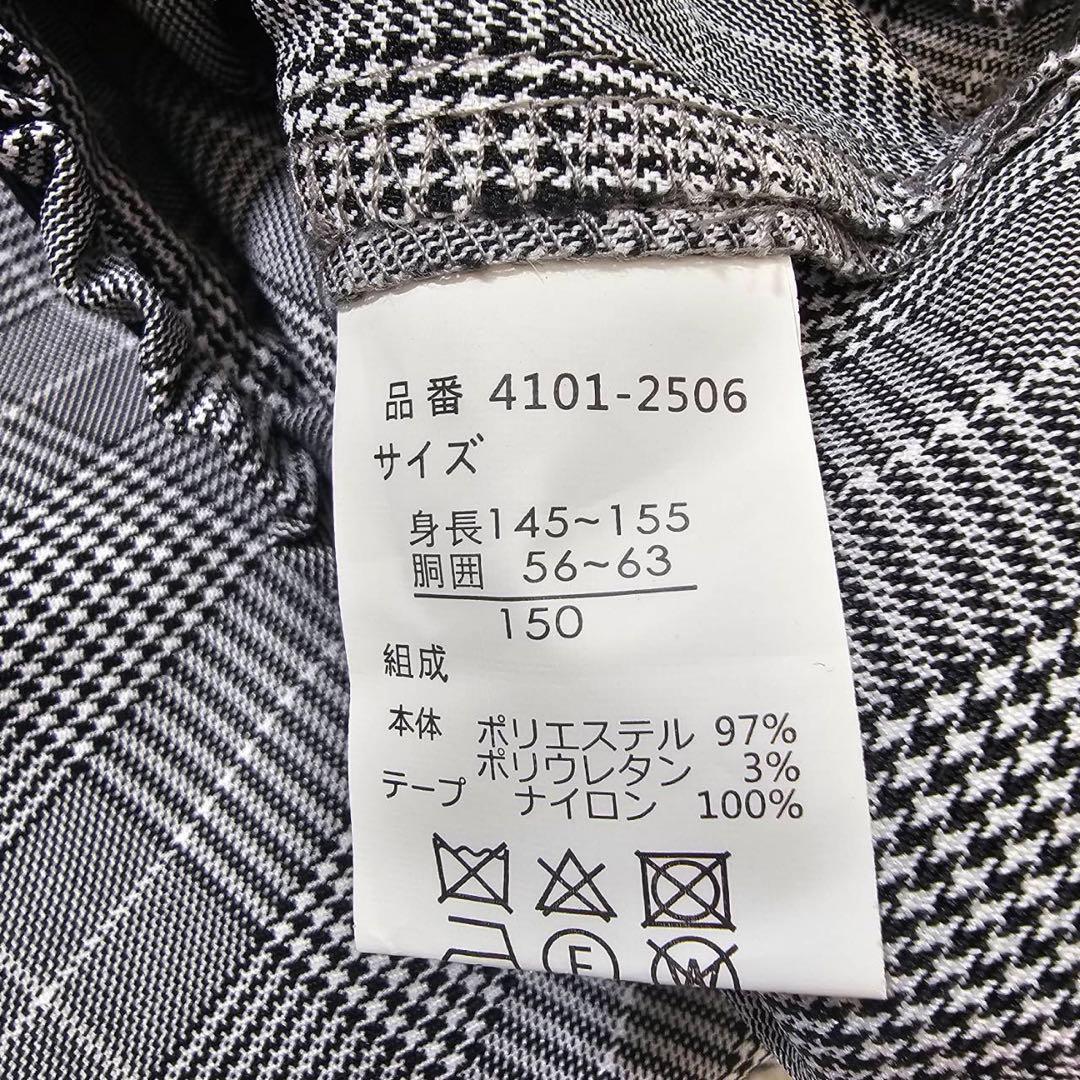 品番 4101-2506
サイズ
身長145~155
胴囲 56~63
150
組成
本体 ポリエステル 97%
ポリウレタン 3%
テープ ナイロン 100%
F
W